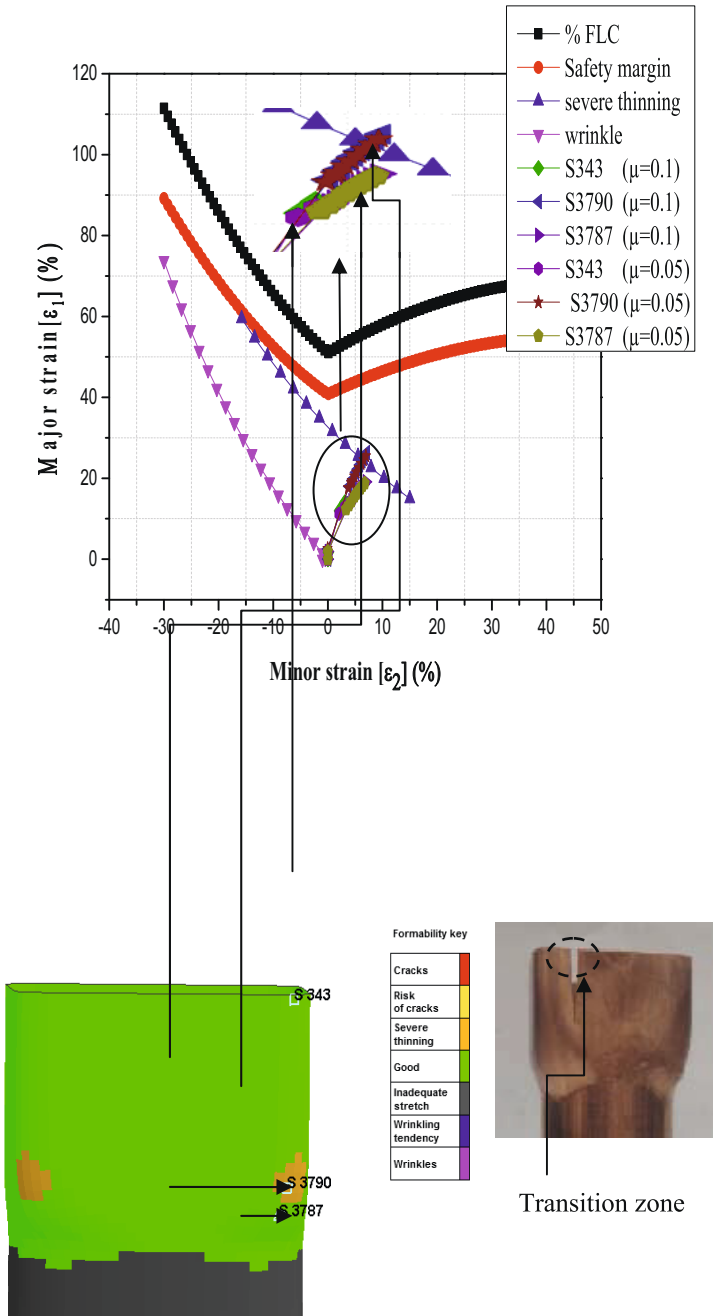 % FLC
Safety margin
severe thinning
wrinkle
S343 (μ=0.1)
S3790 (μ=0.1)
S3787 (μ=0.1)
S343 (μ=0.05)
S3790 (μ=0.05)
S3787 (μ=0.05)
120
100
80
60
40
20
0
Major strain [ε1] (%)
-40 -30 -20 -10 0 10 20 30 40 50
Minor strain [ε2] (%)
Formability key
Cracks
Risk
of cracks
Severe
thinning
Good
Inadequate
stretch
Wrinkling
tendency
Wrinkles
S 343
S 3790
S 3787
Transition zone